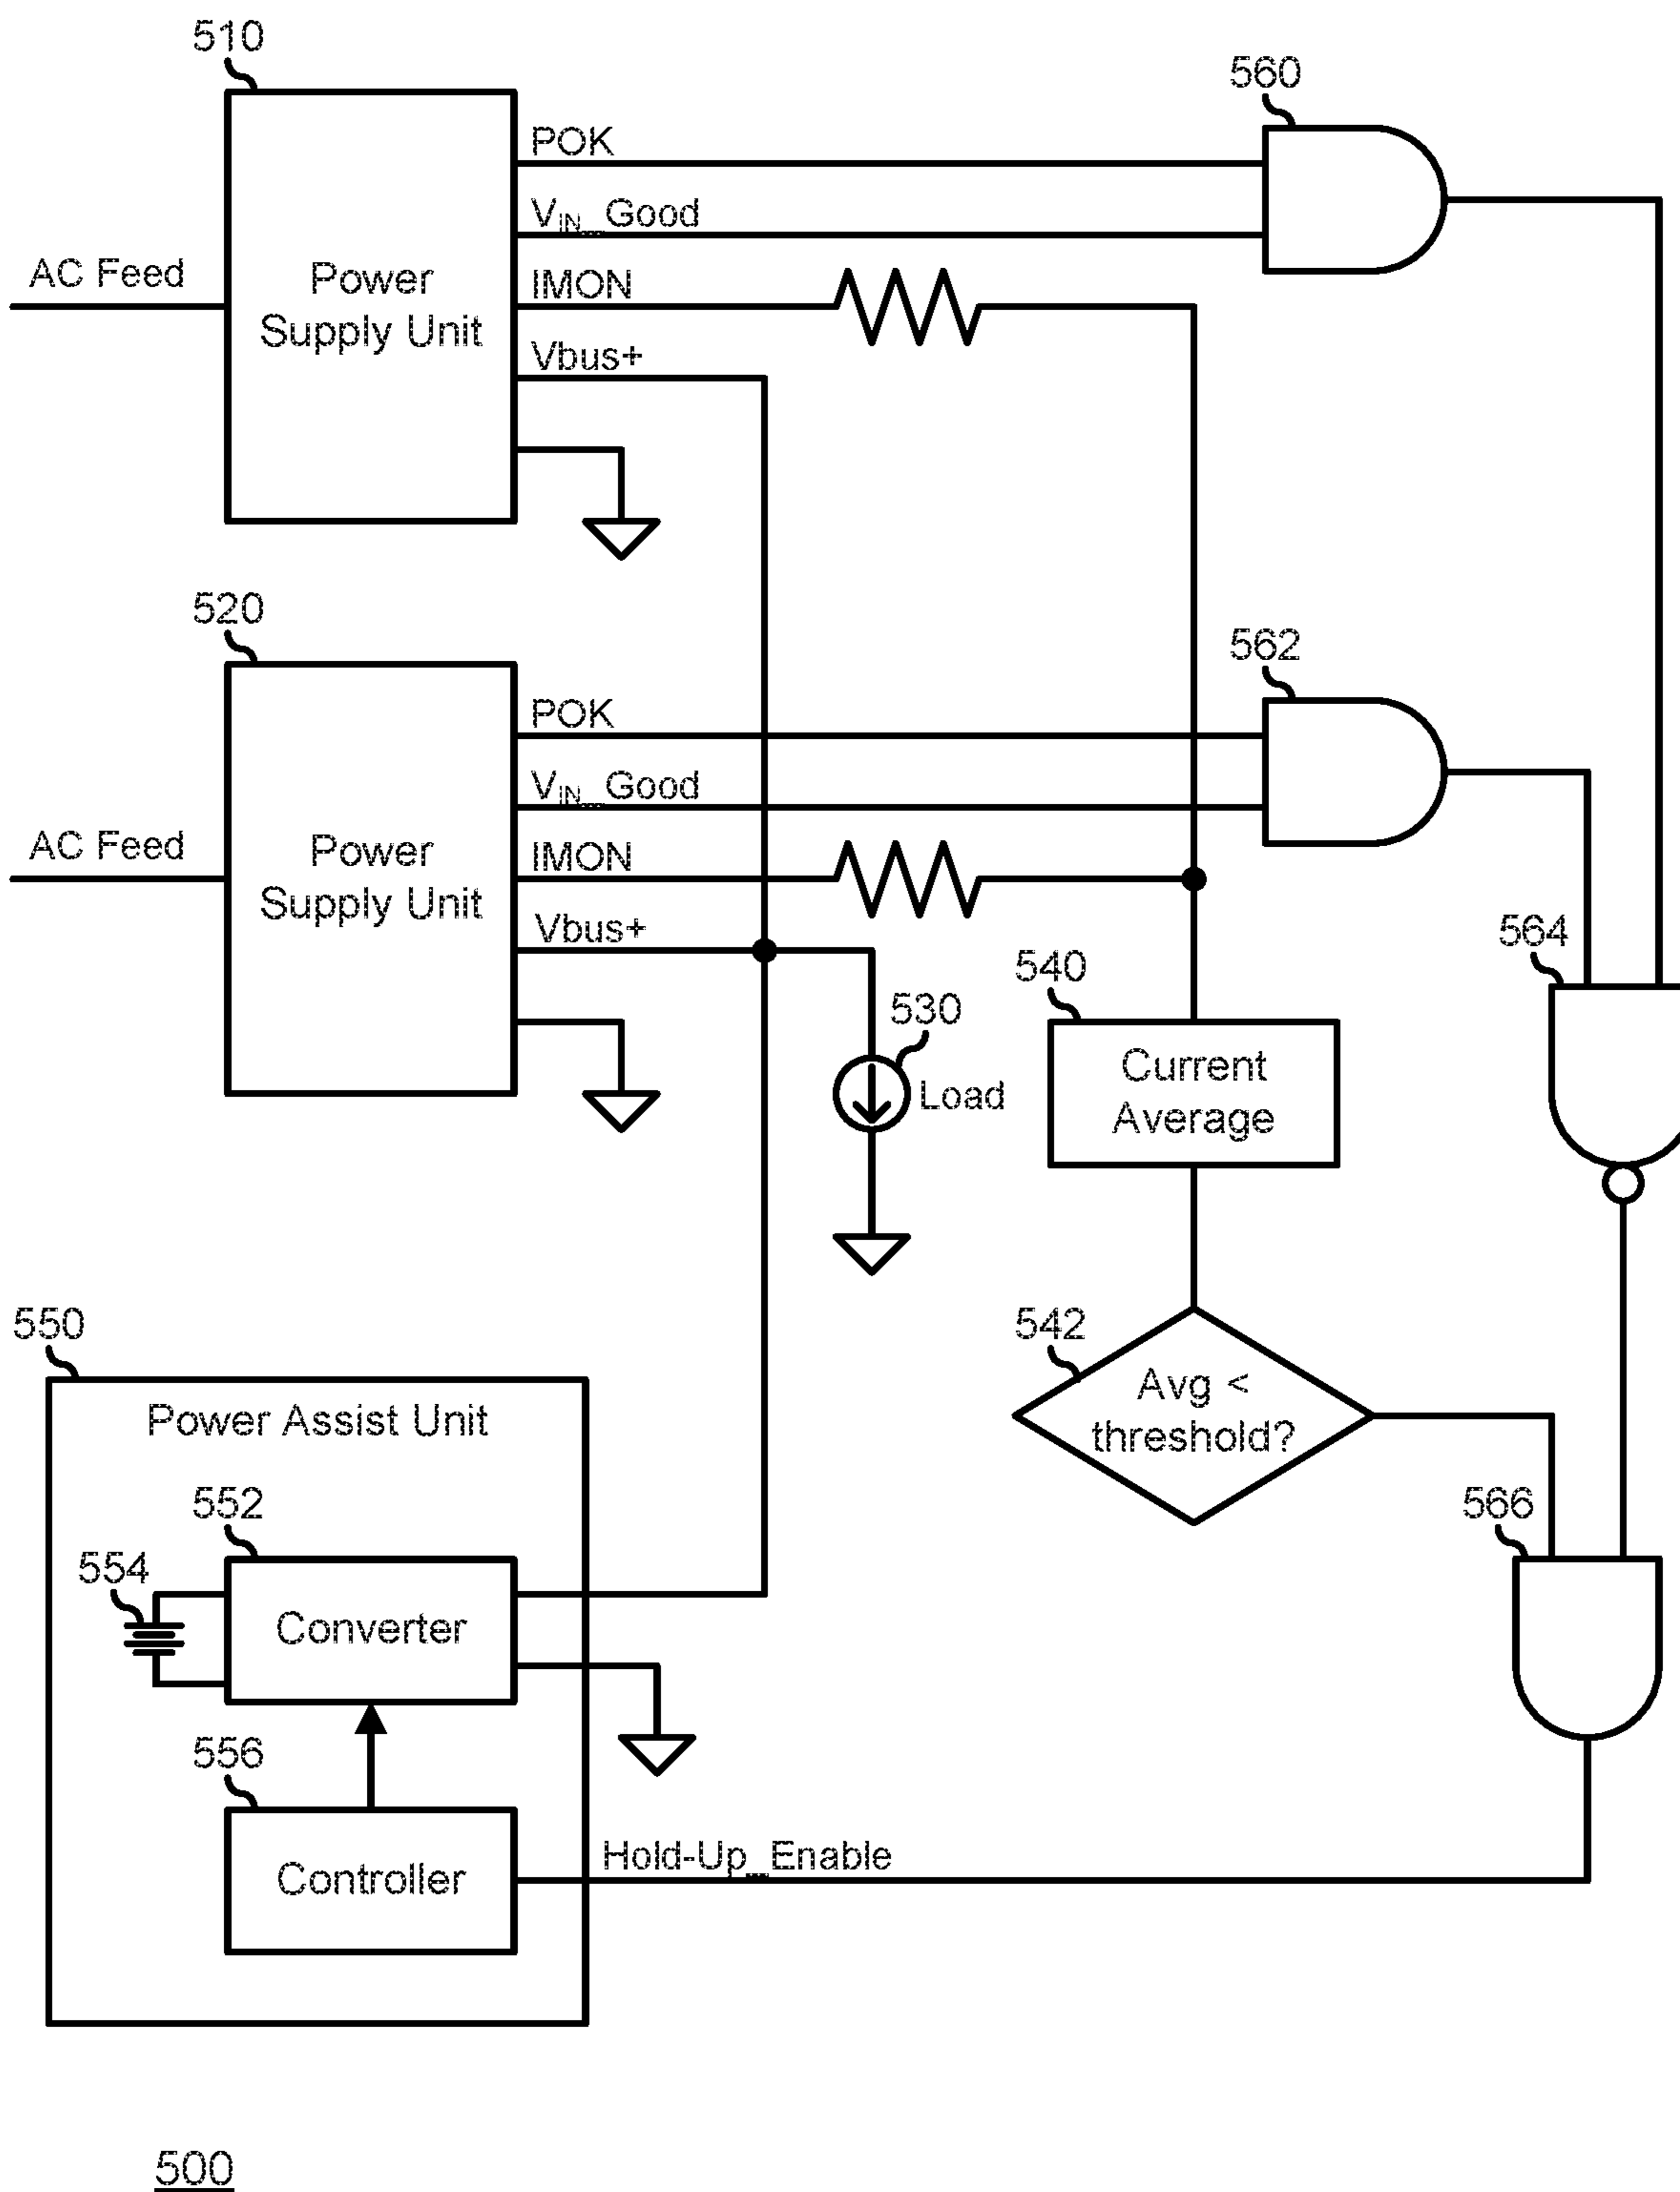 510
560
POK
V_IN_Good
AC Feed
Power
Supply Unit
IMON
Vbus+
520
562
POK
V_IN_Good
AC Feed
Power
Supply Unit
IMON
Vbus+
564
540
530
Load
Current
Average
550
542
Avg <
threshold?
Power Assist Unit
552
566
554
Converter
556
Hold-Up_Enable
Controller
500